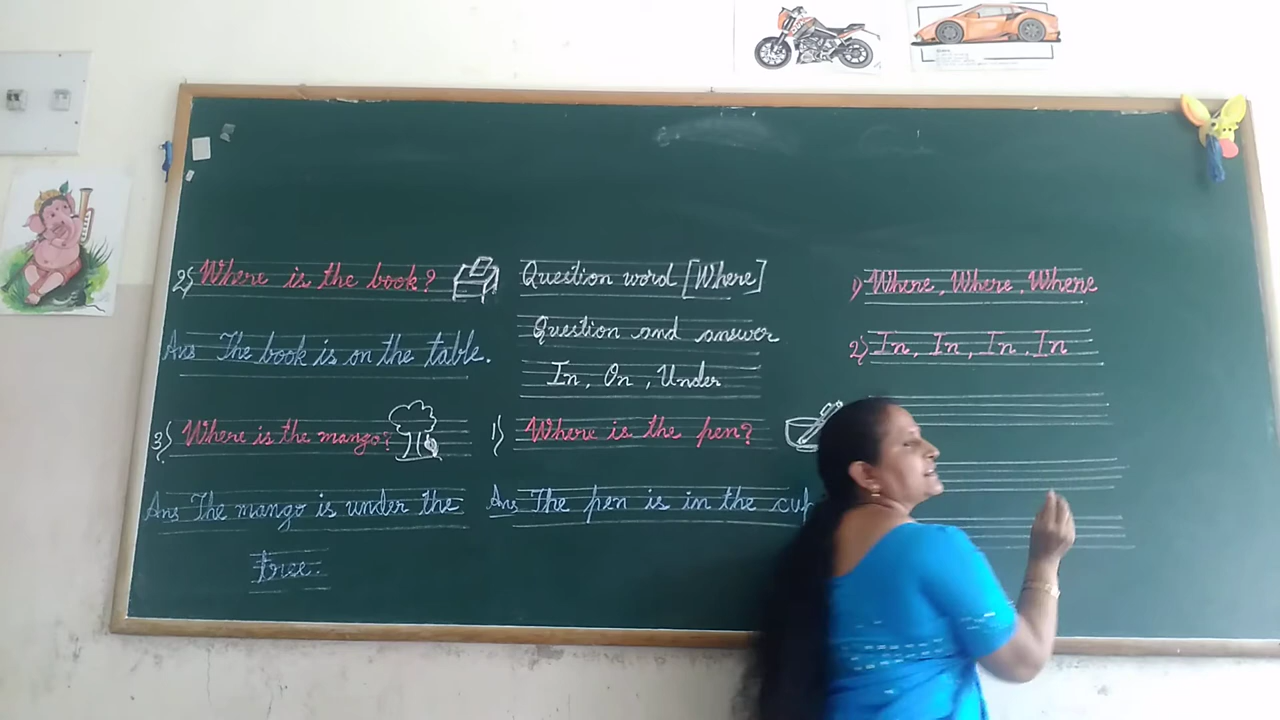 2) Where is the book?
Ans The book is on the table.
3) Where is the mango?
Ans The mango is under the
tree.
Question word [Where]
Question and answer
In, On, Under
1) Where is the pen?
Ans The pen is in the cup
1) Where, Where, Where
2) In, In, In, In